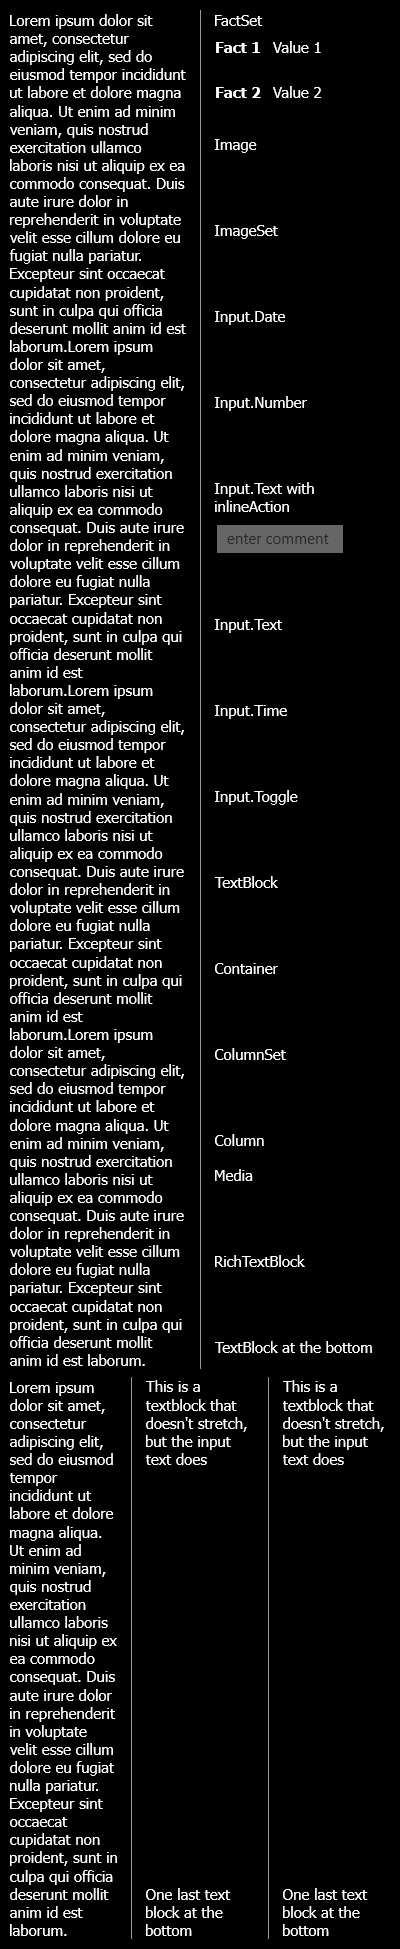 Lorem ipsum dolor sit
amet, consectetur
adipiscing elit, sed do
eiusmod tempor incididunt
ut labore et dolore magna
aliqua. Ut enim ad minim
veniam, quis nostrud
exercitation ullamco
laboris nisi ut aliquip ex ea
commodo consequat. Duis
aute irure dolor in
reprehenderit in voluptate
velit esse cillum dolore eu
fugiat nulla pariatur.
Excepteur sint occaecat
cupidatat non proident,
sunt in culpa qui officia
deserunt mollit anim id est
laborum.Lorem ipsum
dolor sit amet,
consectetur adipiscing elit,
sed do eiusmod tempor
incididunt ut labore et
dolore magna aliqua. Ut
enim ad minim veniam,
quis nostrud exercitation
ullamco laboris nisi ut
aliquip ex ea commodo
consequat. Duis aute irure
dolor in reprehenderit in
voluptate velit esse cillum
dolore eu fugiat nulla
pariatur. Excepteur sint
occaecat cupidatat non
proident, sunt in culpa qui
officia deserunt mollit
anim id est
laborum.Lorem ipsum
dolor sit amet,
consectetur adipiscing elit,
sed do eiusmod tempor
incididunt ut labore et
dolore magna aliqua. Ut
enim ad minim veniam,
quis nostrud exercitation
ullamco laboris nisi ut
aliquip ex ea commodo
consequat. Duis aute irure
dolor in reprehenderit in
voluptate velit esse cillum
dolore eu fugiat nulla
pariatur. Excepteur sint
occaecat cupidatat non
proident, sunt in culpa qui
officia deserunt mollit
anim id est
laborum.Lorem ipsum
dolor sit amet,
consectetur adipiscing elit,
sed do eiusmod tempor
incididunt ut labore et
dolore magna aliqua. Ut
enim ad minim veniam,
quis nostrud exercitation
ullamco laboris nisi ut
aliquip ex ea commodo
consequat. Duis aute irure
dolor in reprehenderit in
voluptate velit esse cillum
dolore eu fugiat nulla
pariatur. Excepteur sint
occaecat cupidatat non
proident, sunt in culpa qui
officia deserunt mollit
anim id est laborum.
FactSet
Fact 1 Value 1
Fact 2 Value 2
Image
ImageSet
Input.Date
Input.Number
Input.Text with
inlineAction
enter comment
Input.Text
Input.Time
Input.Toggle
TextBlock
Container
ColumnSet
Column
Media
RichTextBlock
TextBlock at the bottom
Lorem ipsum
dolor sit amet,
consectetur
adipiscing elit,
sed do eiusmod
tempor
incididunt ut
labore et dolore
magna aliqua.
Ut enim ad
minim veniam,
quis nostrud
exercitation
ullamco laboris
nisi ut aliquip ex
ea commodo
consequat. Duis
aute irure dolor
in reprehenderit
in voluptate
velit esse cillum
dolore eu fugiat
nulla pariatur.
Excepteur sint
occaecat
cupidatat non
proident, sunt in
culpa qui officia
deserunt mollit
anim id est
laborum.
This is a
textblock that
doesn't stretch,
but the input
text does
One last text
block at the
bottom
This is a
textblock that
doesn't stretch,
but the input
text does
One last text
block at the
bottom